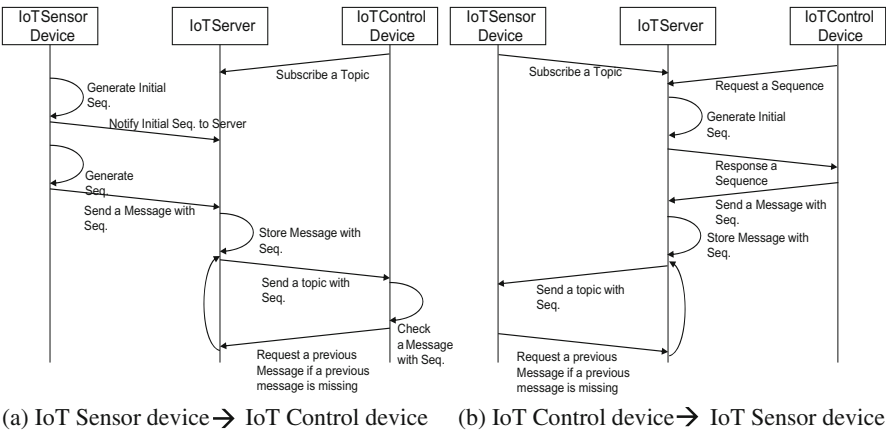 IoTSensor
Device
IoTServer
IoTControl
Device
Subscribe a Topic
Generate Initial
Seq.
Notify Initial Seq. to Server
Generate
Seq.
Send a Message with
Seq.
Store Message with
Seq.
Send a topic with
Seq.
Check
a Message
with Seq.
Request a previous
Message if a previous
message is missing
(a) IoT Sensor device → IoT Control device
IoTSensor
Device
IoTServer
IoTControl
Device
Subscribe a Topic
Request a Sequence
Generate Initial
Seq.
Response a
Sequence
Send a Message with
Seq.
Store Message with
Seq.
Send a topic with
Seq.
Request a previous
Message if a previous
message is missing
(b) IoT Control device → IoT Sensor device